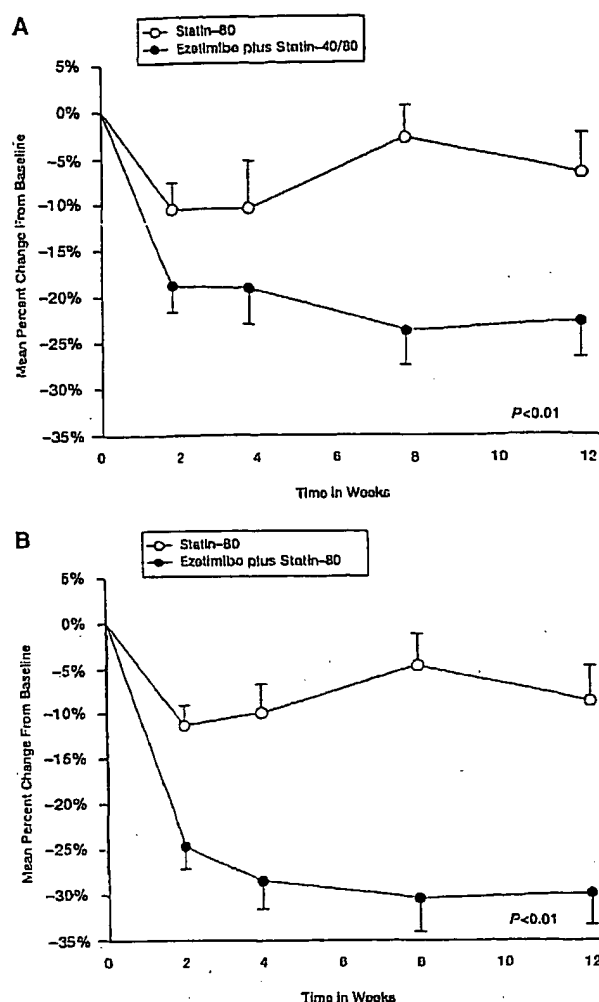 A
Statin–80
Ezetimibe plus Statin–40/80
Mean Percent Change From Baseline
5%
0%
–5%
–10%
–15%
–20%
–25%
–30%
–35%
P<0.01
0 2 4 6 8 10 12
Time in Weeks
B
Statin–80
Ezetimibe plus Statin–80
Mean Percent Change From Baseline
5%
0%
–5%
–10%
–15%
–20%
–25%
–30%
–35%
P<0.01
0 2 4 6 8 10 12
Time in Weeks